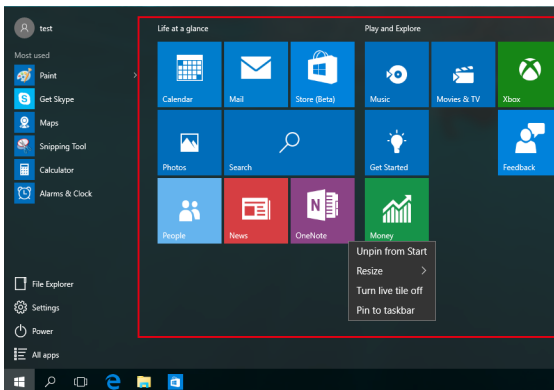 test
Most used
Paint
Get Skype
Maps
Snipping Tool
Calculator
Alarms & Clock
File Explorer
Settings
Power
All apps
Life at a glance
Calendar
Mail
Store (Beta)
Photos
Search
People
News
OneNote
Play and Explore
Music
Movies & TV
Xbox
Get Started
Feedback
Money
Unpin from Start
Resize
Turn live tile off
Pin to taskbar